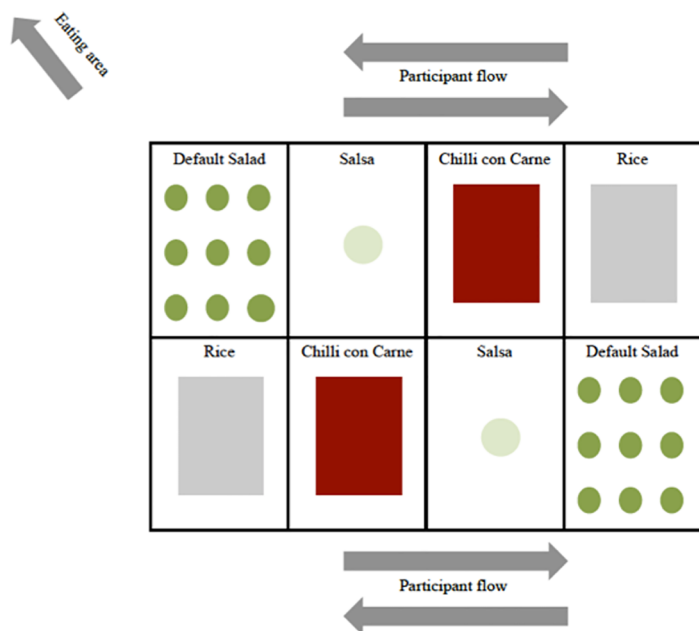 Eating area
Participant flow
Default Salad Salsa Chilli con Carne Rice
Rice Chilli con Carne Salsa Default Salad
Participant flow